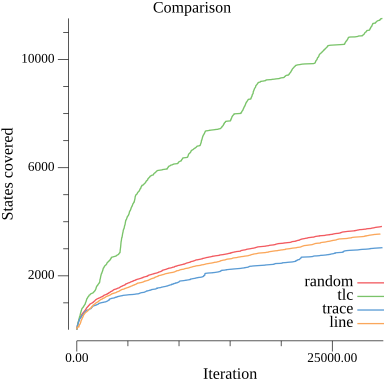 Comparison
States covered
10000
6000
2000
random
tlc
trace
line
0.00
25000.00
Iteration